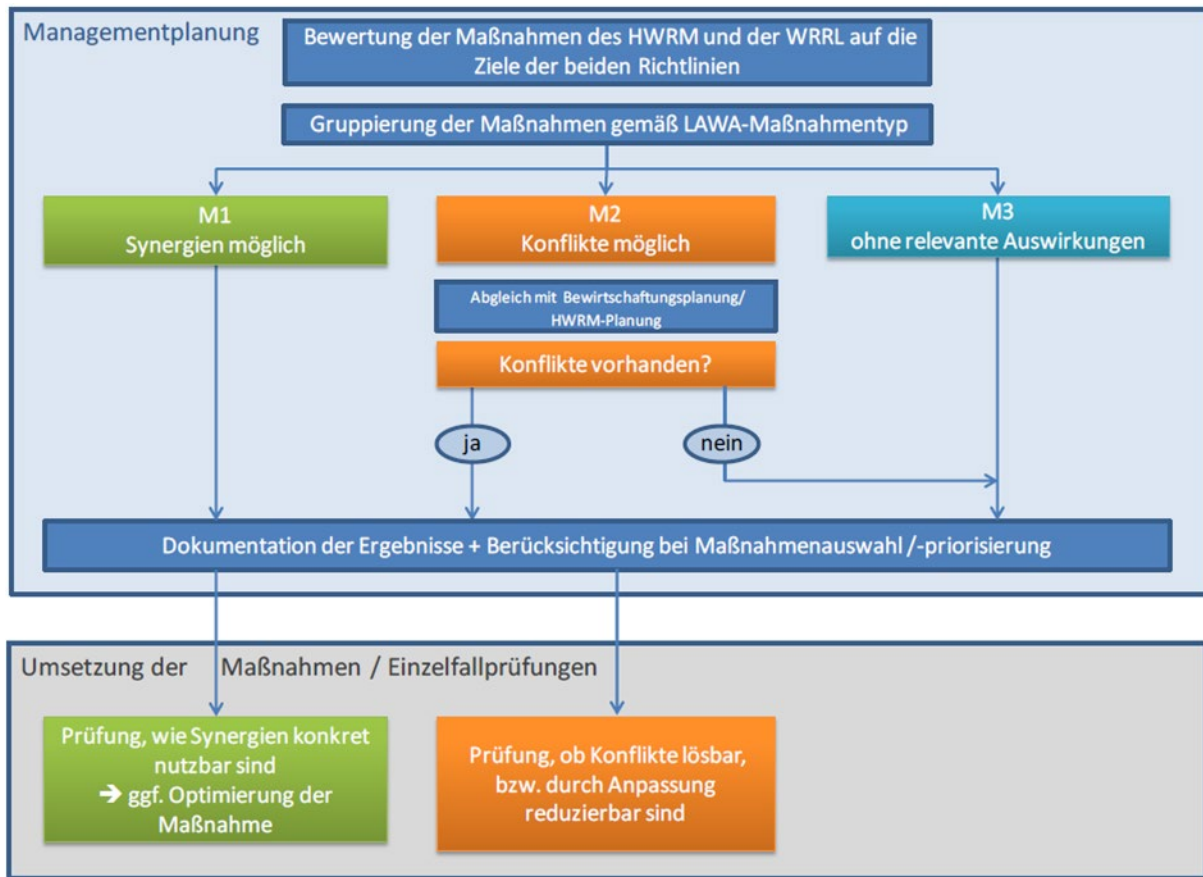 Managementplanung
Bewertung der Maßnahmen des HWRM und der WRRL auf die
Ziele der beiden Richtlinien
Gruppierung der Maßnahmen gemäß LAWA-Maßnahmentyp
M1
Synergien möglich
M2
Konflikte möglich
M3
ohne relevante Auswirkungen
Abgleich mit Bewirtschaftungsplanung/
HWRM-Planung
Konflikte vorhanden?
ja
nein
Dokumentation der Ergebnisse + Berücksichtigung bei Maßnahmenauswahl /-priorisierung
Umsetzung der Maßnahmen / Einzelfallprüfungen
Prüfung, wie Synergien konkret
nutzbar sind
➔ ggf. Optimierung der
Maßnahme
Prüfung, ob Konflikte lösbar,
bzw. durch Anpassung
reduzierbar sind